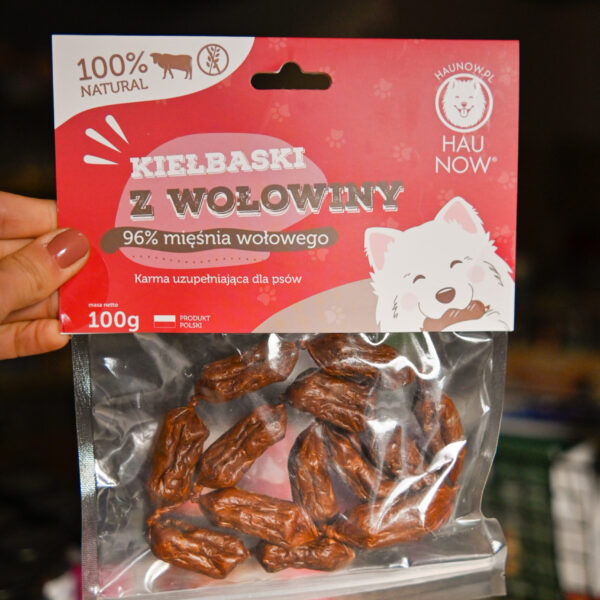 100%
NATURAL
HAUNOW.PL
HAU
NOW®
KIEŁBASKI
Z WOŁOWINY
96% mięśnia wołowego
Karma uzupełniająca dla psów
masa netto
100g
PRODUKT
POLSKI